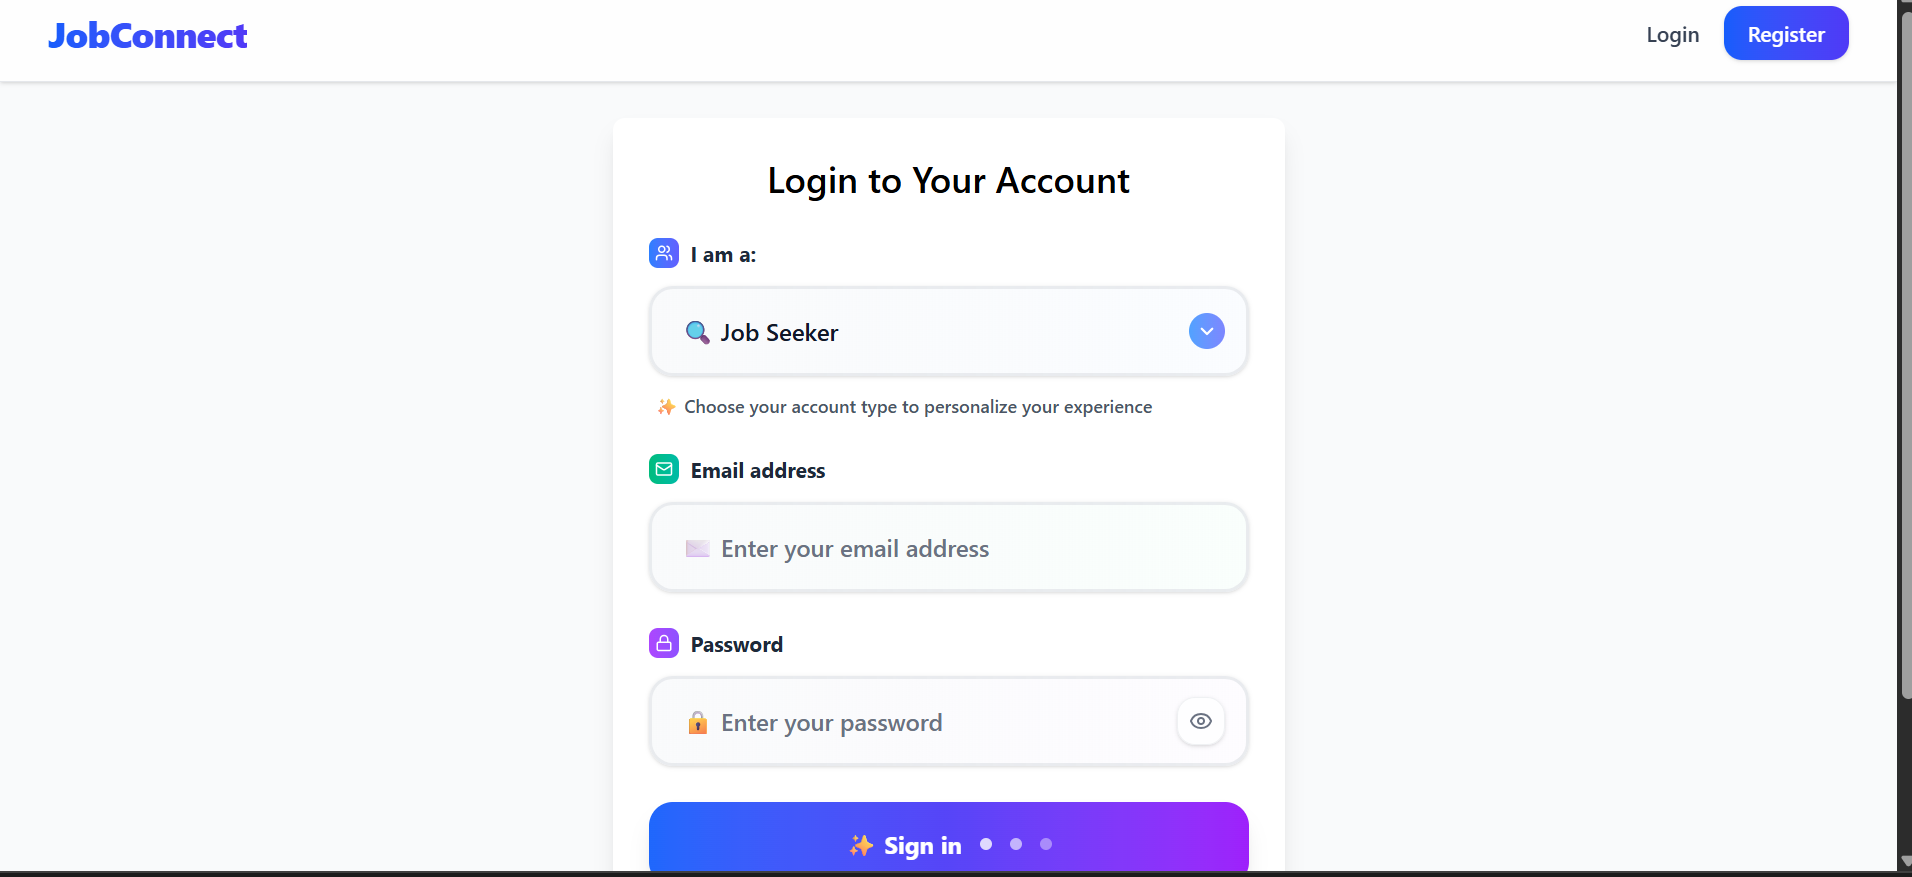 JobConnect
Login
Register
Login to Your Account
I am a:
🔍 Job Seeker
✨ Choose your account type to personalize your experience
Email address
✉️ Enter your email address
Password
🔒 Enter your password
✨ Sign in